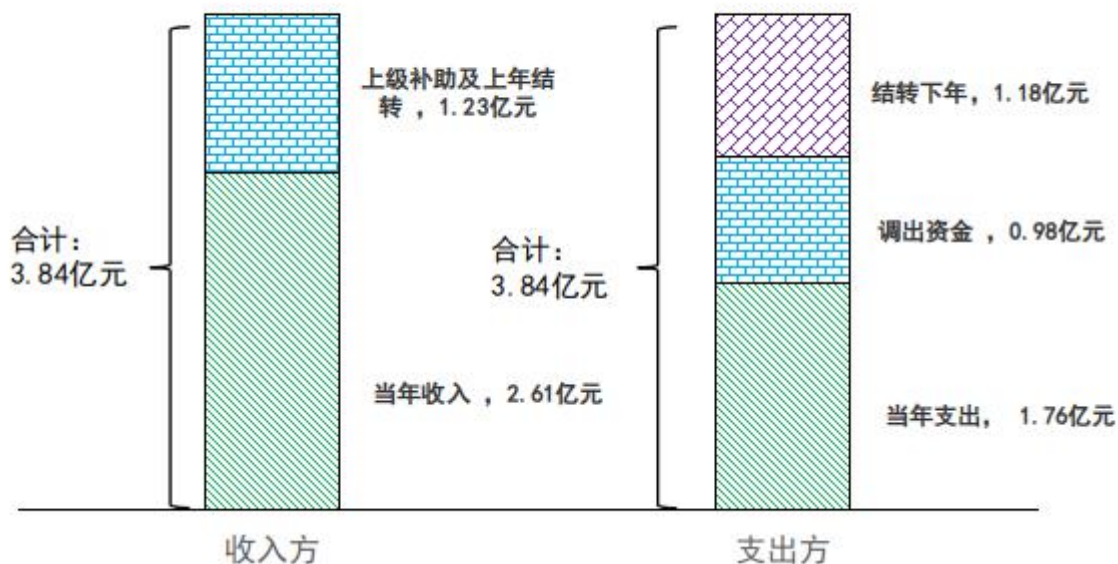 上级补助及上年结
转 ，1.23亿元
合计：
3.84亿元
当年收入 ，2.61亿元
收入方
结转下年，1.18亿元
调出资金 ，0.98亿元
合计：
3.84亿元
当年支出， 1.76亿元
支出方